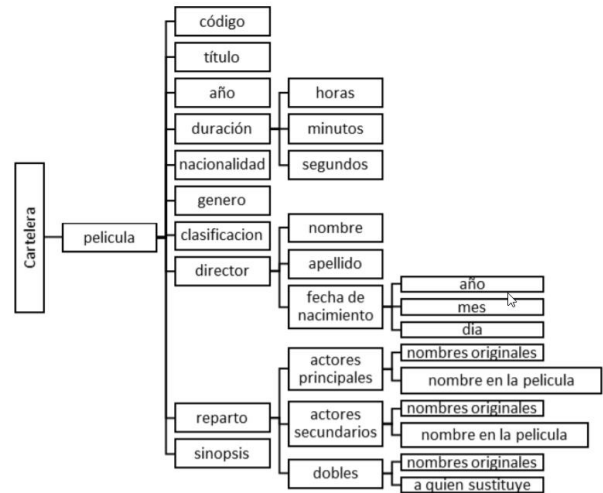 Cartelera
pelicula
código
título
año
duración
horas
minutos
segundos
nacionalidad
genero
clasificacion
director
nombre
apellido
fecha de
nacimiento
año
mes
dia
reparto
actores
principales
nombres originales
nombre en la pelicula
actores
secundarios
nombres originales
nombre en la pelicula
dobles
nombres originales
a quien sustituye
sinopsis